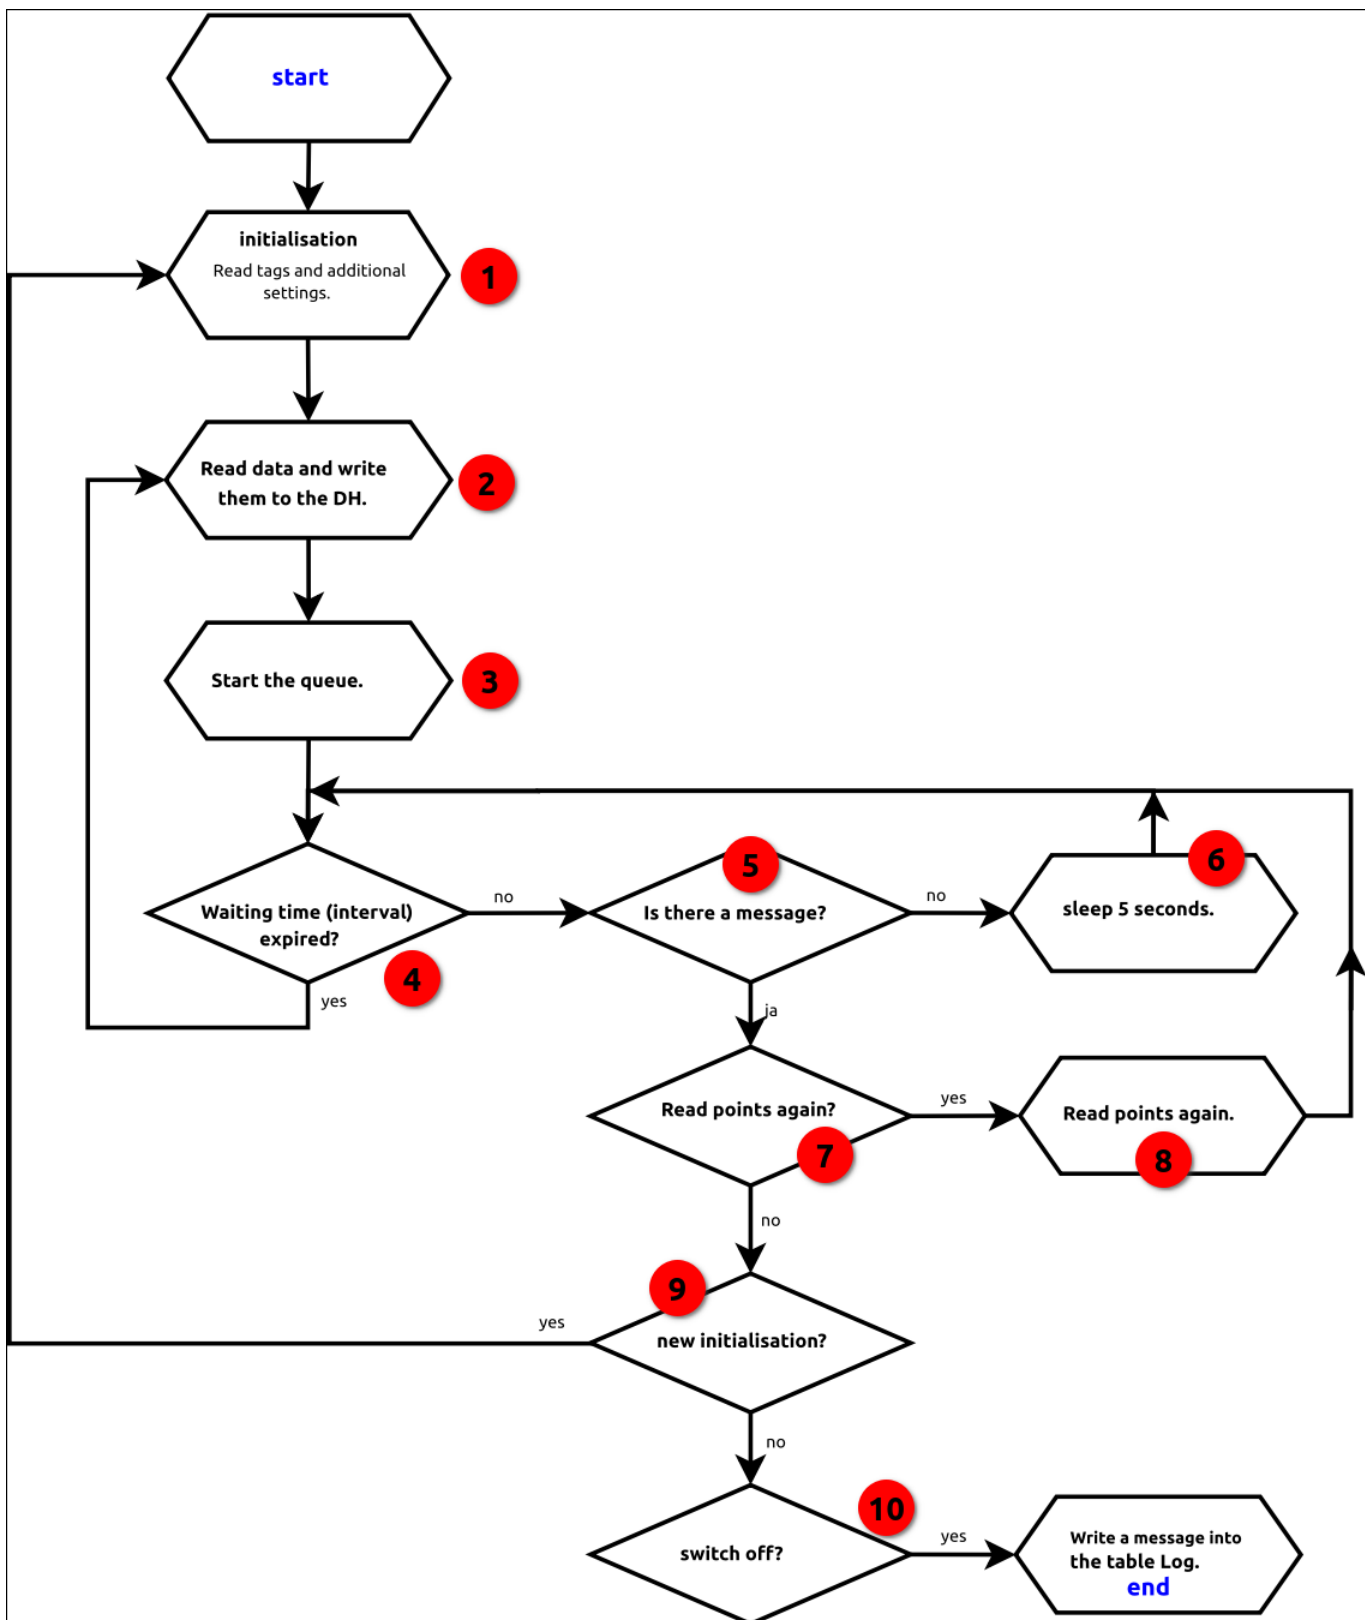 start
initialisation
Read tags and additional
settings.
1
Read data and write
them to the DH.
2
Start the queue.
3
Waiting time (interval)
expired?
4
yes
no
5
Is there a message?
no
6
sleep 5 seconds.
ja
Read points again?
7
yes
Read points again.
8
no
9
yes
new initialisation?
no
10
switch off?
yes
Write a message into
the table Log.
end